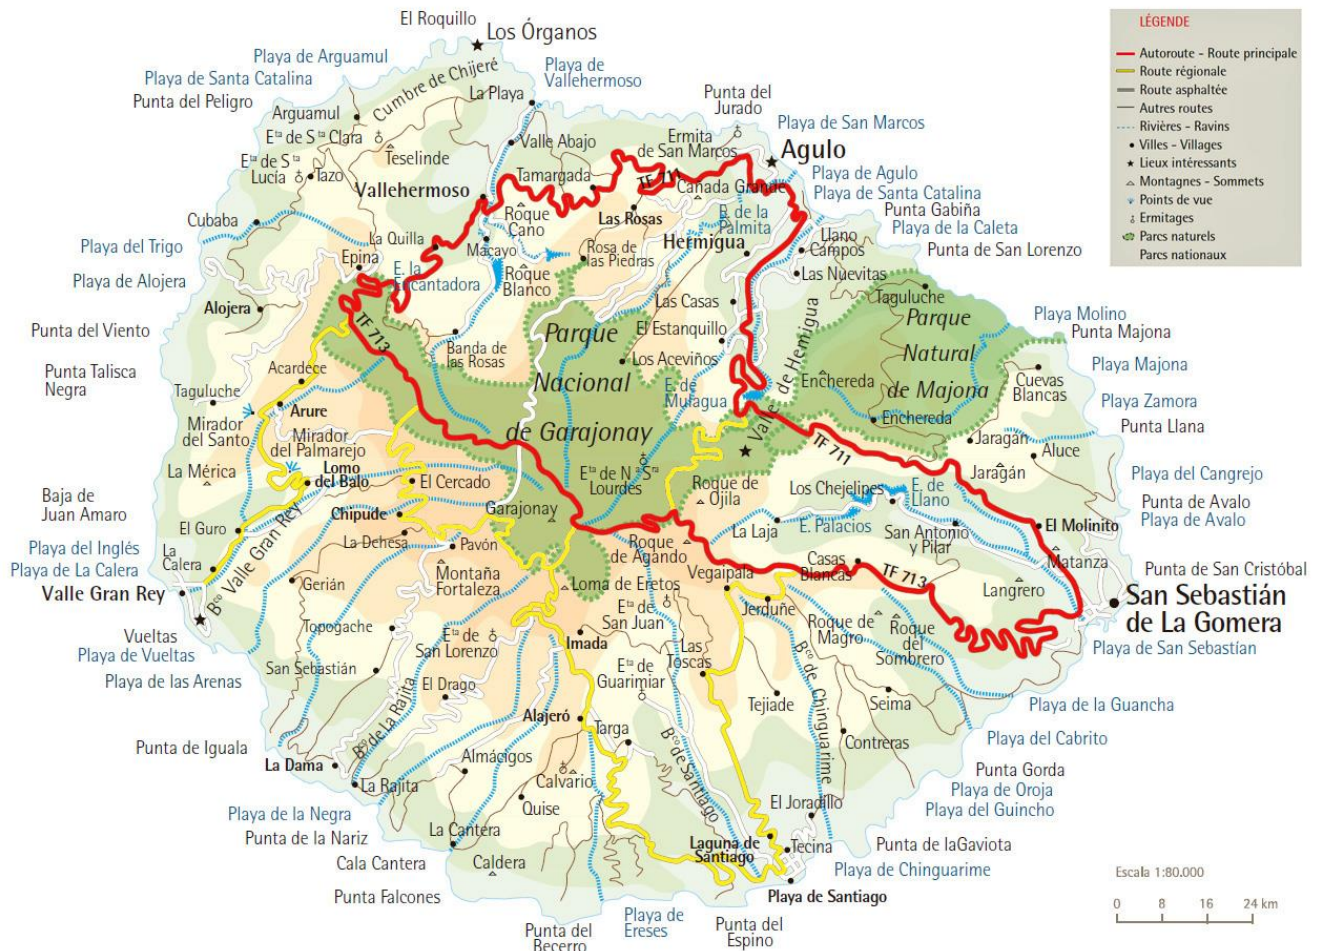 El Roquillo
Los Órganos
Playa de Arguamul
Playa de Santa Catalina
Punta del Peligro
Cumbre de Chijeré
Playa de
Vallehermoso
La Playa
Arguamul
Eta de S ta Clara
Teselinde
Eta de S ta
Lucía
Tazo
Valle Abajo
Vallehermoso
Tamargada
Punta del
Jurado
Ermita
de San Marcos
Playa de San Marcos
Agulo
TF 711
Cañada Grande
Playa de Agulo
Playa de Santa Catalina
Punta Gabiña
Playa de la Caleta
Punta de San Lorenzo
Cubaba
Playa del Trigo
Playa de Alojera
La Quilla
Epina
Roque
Cano
Macayo
Las Rosas
E. de la
Palmita
Hermigua
Llano
Campos
Las Nuevitas
E. la
Encantadora
Roque
Blanco
Rosa de
las Piedras
Alojera
Punta del Viento
TF 713
Las Casas
El Estanquillo
Los Aceviños
Taguluche
Parque
Natural
de Majona
Playa Molino
Punta Majona
Playa Majona
Banda de
las Rosas
Parque
Nacional
de Garajonay
Punta Talisca
Negra
Acardece
Taguluche
Arure
Mirador
del Santo
Mirador
del Palmarejo
E. de
Mulagua
Valle de Hemigua
Enchereda
Enchereda
Cuevas
Blancas
Playa Zamora
Punta Llana
Jaragán
Aluce
Jaragán
TF 711
La Mérica
Lomo
del Balo
El Cercado
Eta de N a S ra
Lourdes
Roque de
Ojila
Los Chejelipes
E. de
Llano
Playa del Cangrejo
Punta de Avalo
Playa de Avalo
Baja de
Juan Amaro
El Guro
Chipude
Garajonay
La Dehesa
Pavón
La Laja
E. Palacios
San Antonio
y Pilar
El Molinito
Playa del Inglés
Playa de La Calera
La
Calera
Bco Valle Gran Rey
Valle Gran Rey
Gerián
Montaña
Fortaleza
Loma de Eretos
Roque
de Agando
Vegaipala
Casas
Blancas
TF 713
Langrero
Matanza
Punta de San Cristóbal
San Sebastián
de La Gomera
Playa de San Sebastían
Vueltas
Playa de Vueltas
Playa de las Arenas
Topogache
San Sebastián
Eta de
San Lorenzo
El Drago
Imada
Eta de
San Juan
Eta de
Guarimiar
Las
Toscas
Jerduñe
Roque de
Magro
Roque
del
Sombrero
Tejiade
Seima
Contreras
Playa de la Guancha
Playa del Cabrito
Punta de Iguala
La Dama
Bco de La Rajita
La Rajita
Alajeró
Targa
Almácigos
Calvario
Quise
Bco de Santiago
Bco de Chinguarime
Punta Gorda
Playa de Oroja
Playa del Guincho
Playa de la Negra
Punta de la Nariz
Cala Cantera
Punta Falcones
La Cantera
Caldera
El Joradillo
Laguna de
Santiago
Tecina
Punta de laGaviota
Playa de Chinguarime
Playa de Santiago
Punta del
Becerro
Playa de
Ereses
Punta del
Espino
LÉGENDE
Autoroute - Route principale
Route régionale
Route asphaltée
Autres routes
Rivières - Ravins
Villes - Villages
Lieux intéressants
Montagnes - Sommets
Points de vue
Ermitages
Parcs naturels
Parcs nationaux
Escala 1:80.000
0 8 16 24 km